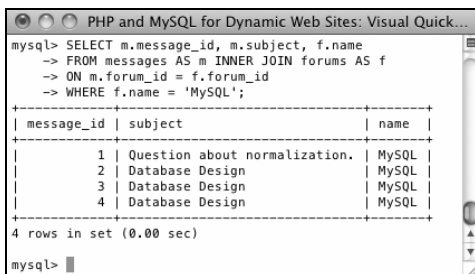 PHP and MySQL for Dynamic Web Sites: Visual Quick...
mysql> SELECT m.message_id, m.subject, f.name
-> FROM messages AS m INNER JOIN forums AS f
-> ON m.forum_id = f.forum_id
-> WHERE f.name = 'MySQL';
+------------+------------------------------+-------+
| message_id | subject | name |
+------------+------------------------------+-------+
| 1 | Question about normalization. | MySQL |
| 2 | Database Design | MySQL |
| 3 | Database Design | MySQL |
| 4 | Database Design | MySQL |
+------------+------------------------------+-------+
4 rows in set (0.00 sec)
mysql>